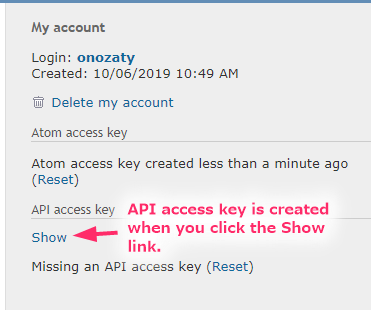 My account
Login: onozaty
Created: 10/06/2019 10:49 AM
Delete my account
Atom access key
Atom access key created less than a minute ago
(Reset)
API access key
API access key is created
when you click the Show
link.
Show
Missing an API access key (Reset)